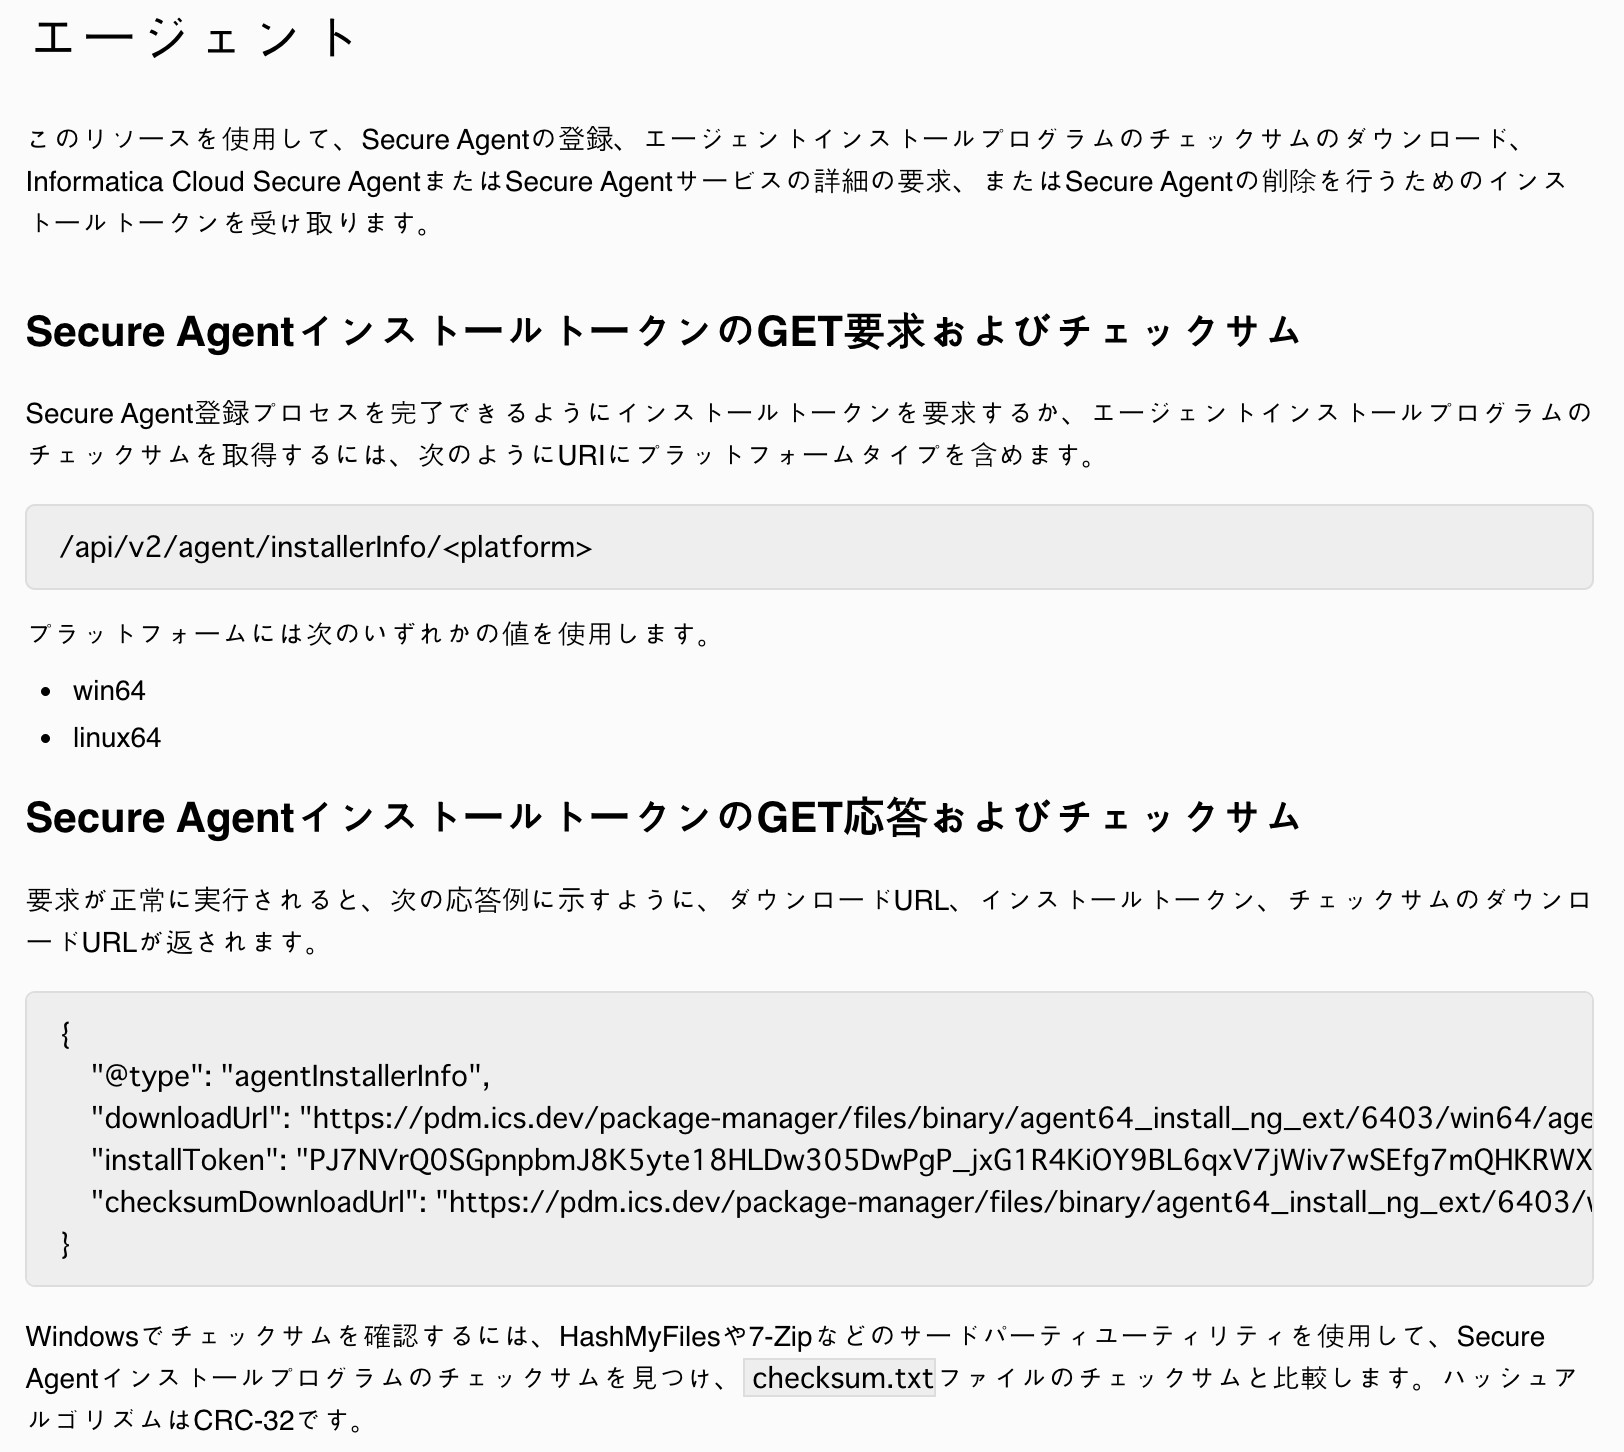 エージェント
このリソースを使用して、Secure Agentの登録、エージェントインストールプログラムのチェックサムのダウンロード、
Informatica Cloud Secure AgentまたはSecure Agentサービスの詳細の要求、またはSecure Agentの削除を行うためのインス
トールトークンを受け取ります。
Secure AgentインストールトークンのGET要求およびチェックサム
Secure Agent登録プロセスを完了できるようにインストールトークンを要求するか、エージェントインストールプログラムの
チェックサムを取得するには、次のようにURIにプラットフォームタイプを含めます。
/api/v2/agent/installerInfo/<platform>
プラットフォームには次のいずれかの値を使用します。
• win64
• linux64
Secure AgentインストールトークンのGET応答およびチェックサム
要求が正常に実行されると、次の応答例に示すように、ダウンロードURL、インストールトークン、チェックサムのダウンロ
ードURLが返されます。
{
"@type": "agentInstallerInfo",
"downloadUrl": "https://pdm.ics.dev/package-manager/files/binary/agent64_install_ng_ext/6403/win64/age
"installToken": "PJ7NVrQ0SGpnpbmJ8K5yte18HLDw305DwPgP_jxG1R4KiOY9BL6qxV7jWiv7wSEfg7mQHKRWX
"checksumDownloadUrl": "https://pdm.ics.dev/package-manager/files/binary/agent64_install_ng_ext/6403/
}
Windowsでチェックサムを確認するには、HashMyFilesや7-Zipなどのサードパーティユーティリティを使用して、Secure
Agentインストールプログラムのチェックサムを見つけ、checksum.txtファイルのチェックサムと比較します。ハッシュア
ルゴリズムはCRC-32です。